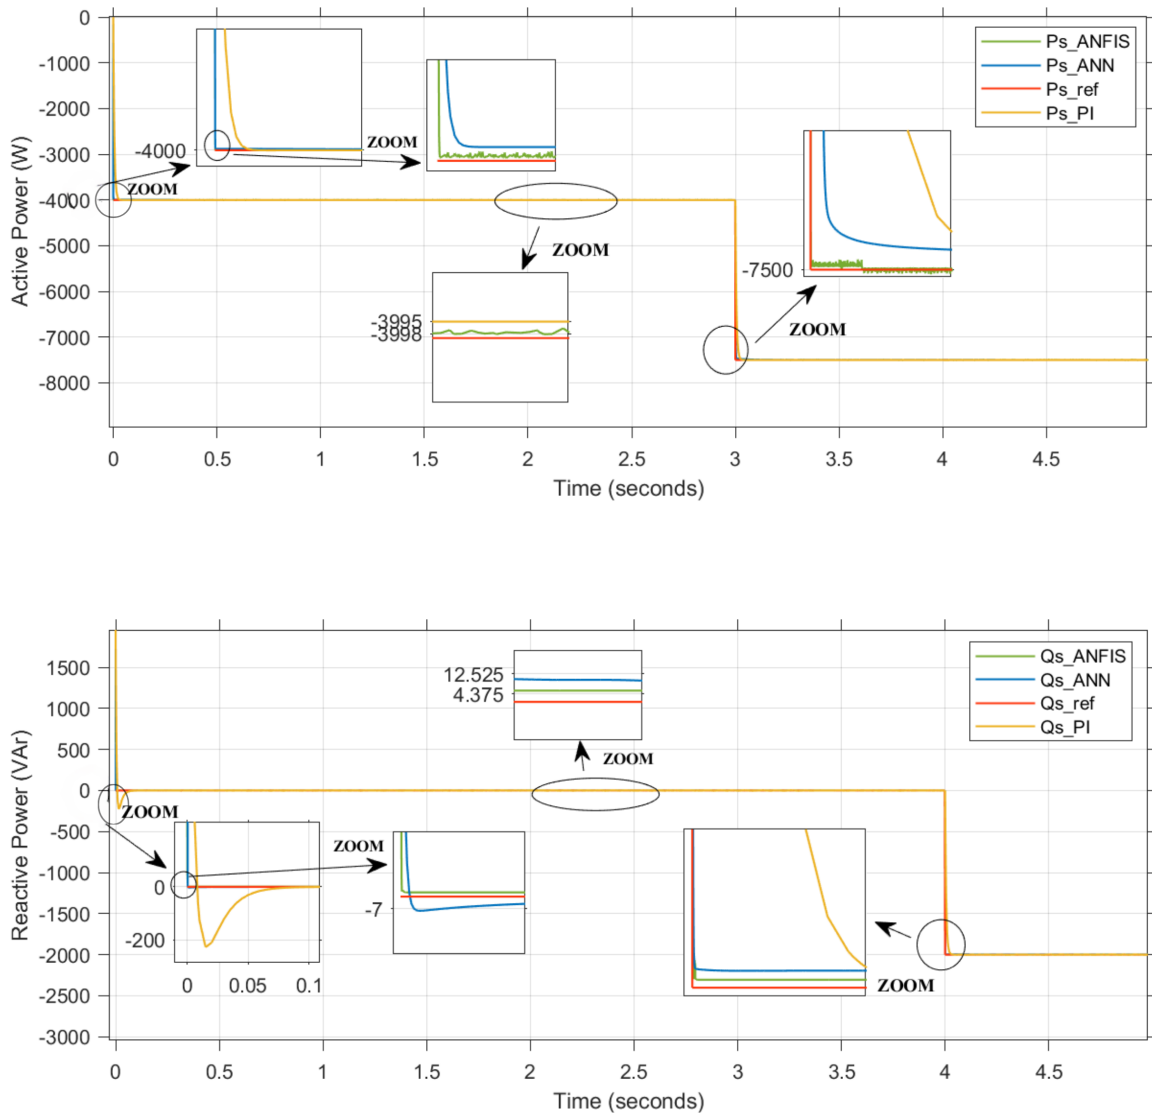 0
-1000
-2000
-3000
-4000
-5000
-6000
-7000
-8000
Active Power (W)
Ps_ANFIS
Ps_ANN
Ps_ref
Ps_PI
-4000
ZOOM
ZOOM
ZOOM
-3995
-3998
-7500
ZOOM
0
0.5
1
1.5
2
2.5
3
3.5
4
4.5
Time (seconds)
1500
1000
500
0
-500
-1000
-1500
-2000
-2500
-3000
Reactive Power (VAr)
Qs_ANFIS
Qs_ANN
Qs_ref
Qs_PI
12.525
4.375
ZOOM
ZOOM
0
-200
0
0.05
0.1
ZOOM
-7
ZOOM
0
0.5
1
1.5
2
2.5
3
3.5
4
4.5
Time (seconds)